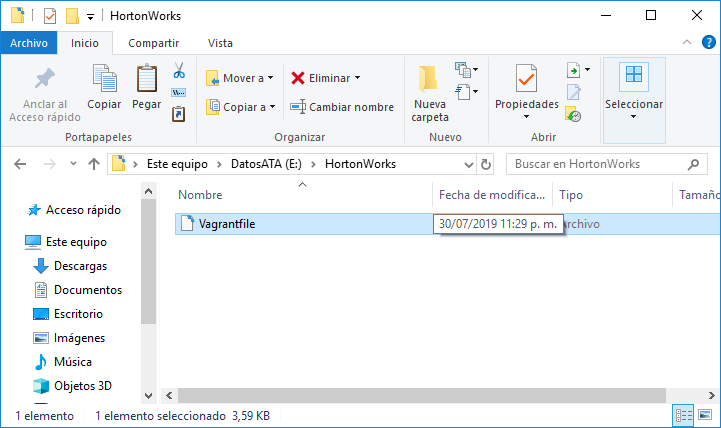 HortonWorks
Archivo Inicio Compartir Vista
Anclar al Acceso rápido
Copiar
Pegar
Mover a
Copiar a
Eliminar
Cambiar nombre
Nueva carpeta
Propiedades
Seleccionar
Portapapeles Organizar Nuevo Abrir
Este equipo > DatosATA (E:) > HortonWorks
Buscar en HortonWorks
Nombre Fecha de modifica... Tipo Tamaño
Acceso rápido
Este equipo
Descargas
Documentos
Escritorio
Imágenes
Música
Objetos 3D
Vagrantfile 30/07/2019 11:29 p. m. Archivo
1 elemento 1 elemento seleccionado 3,59 KB